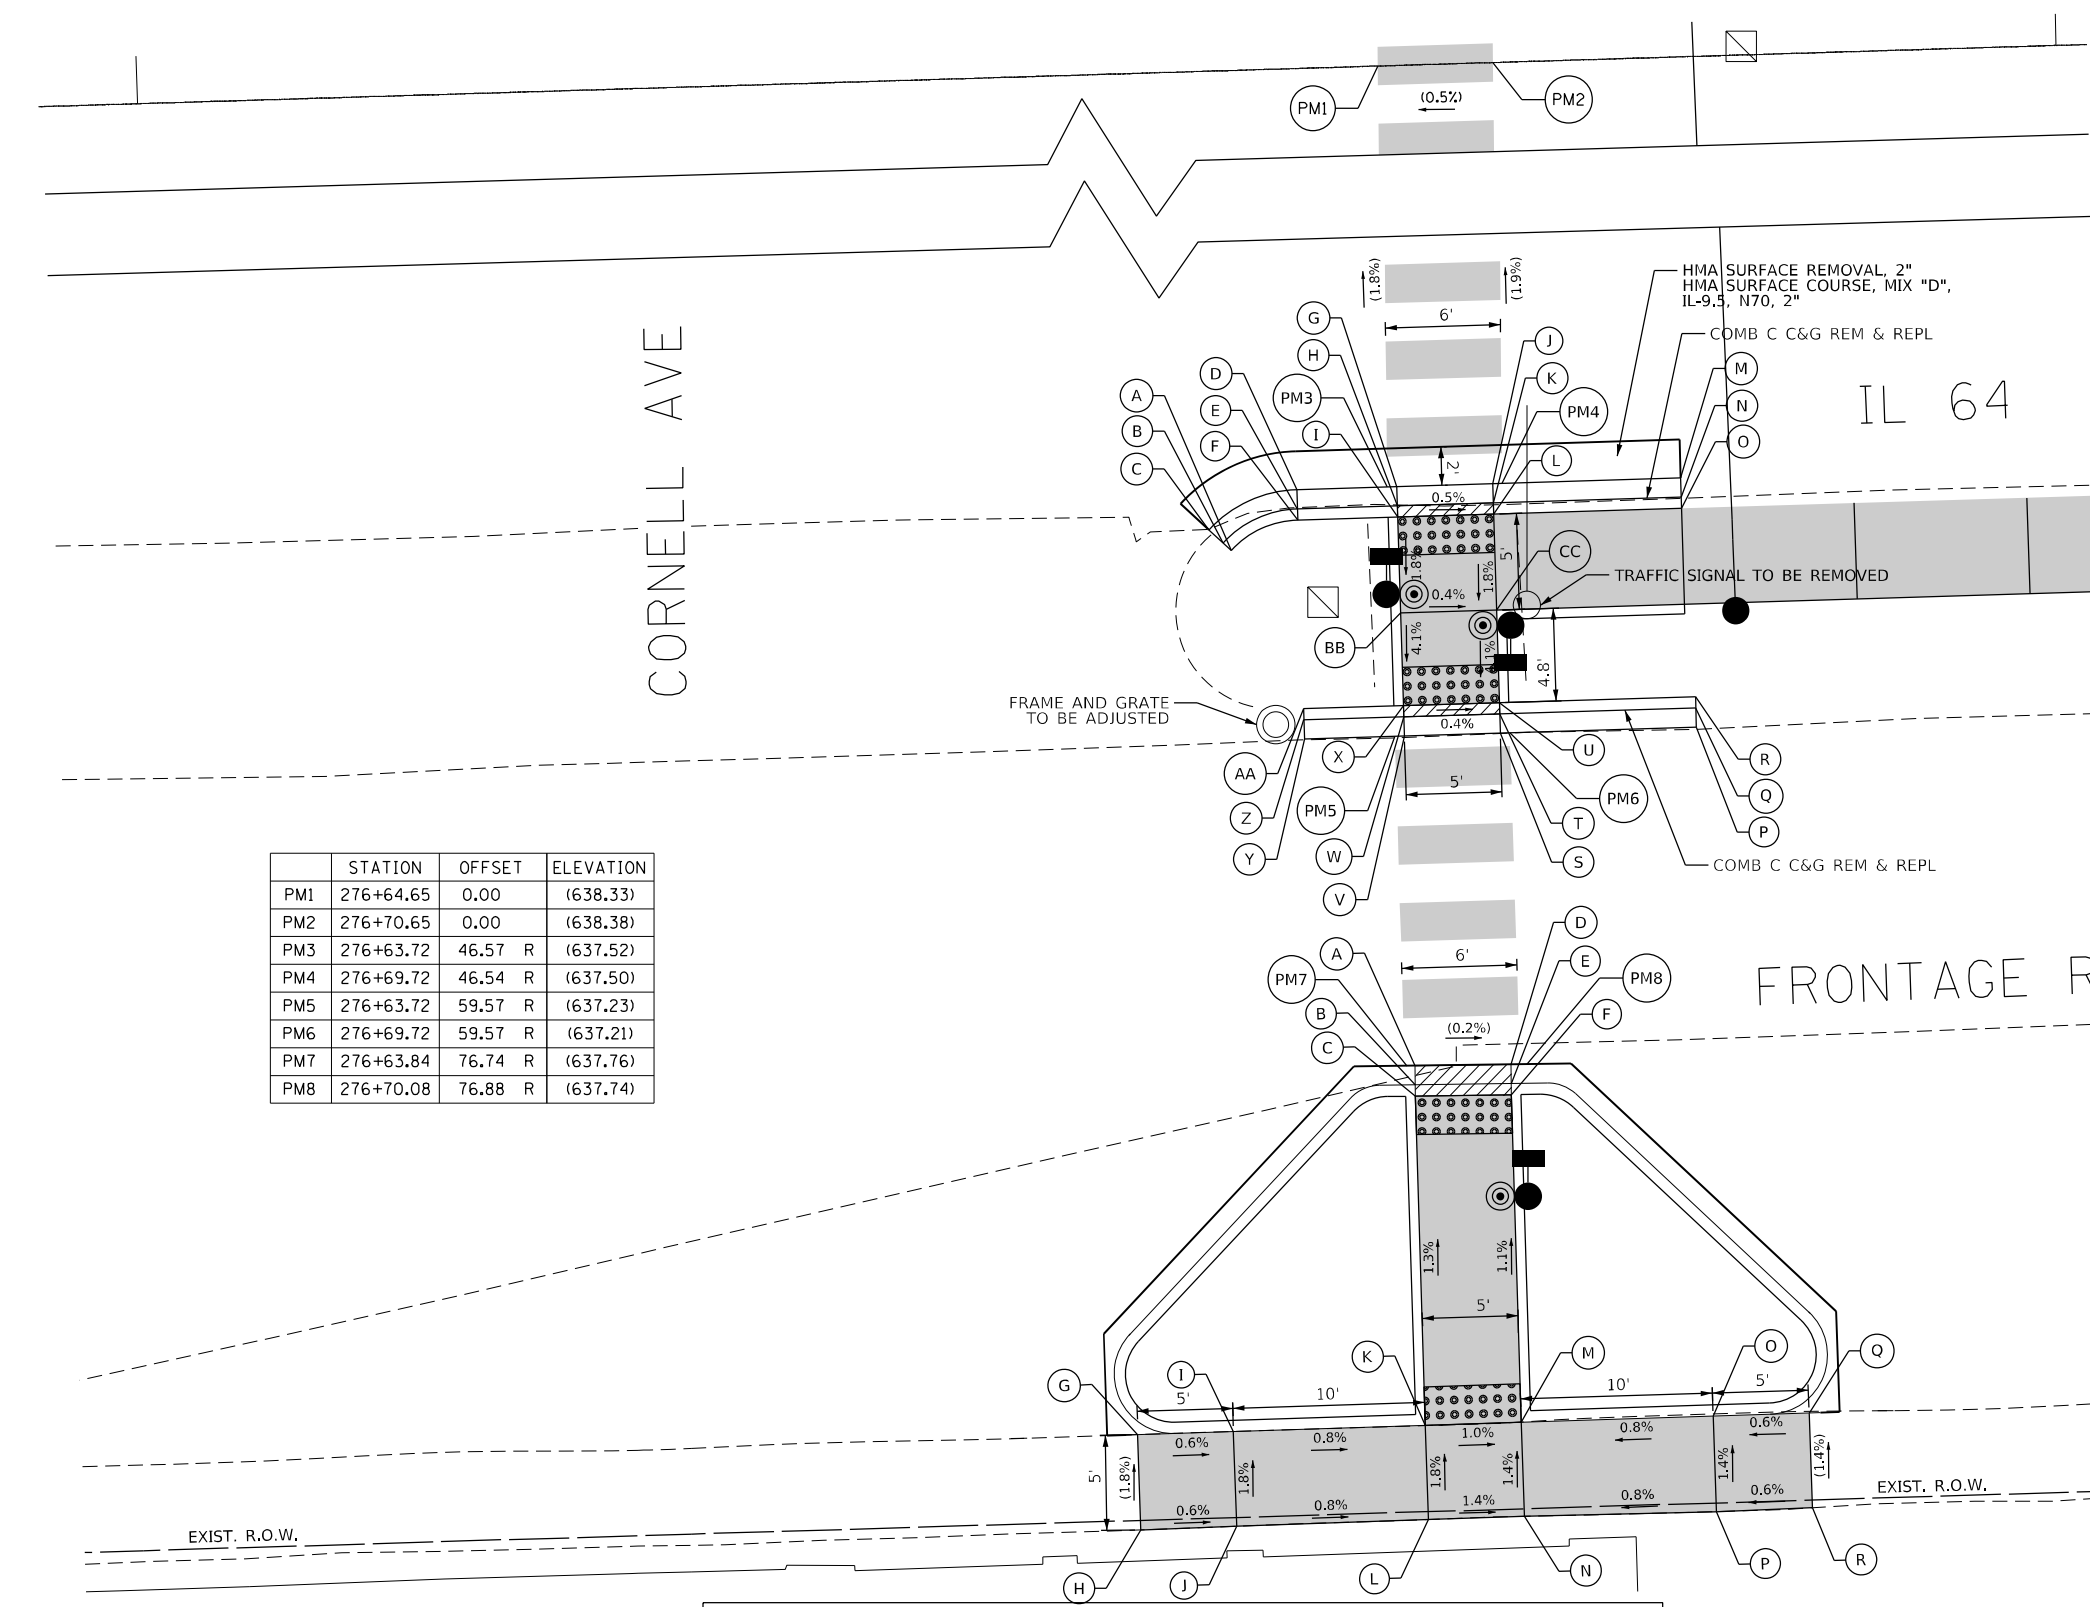 PM1
(0.5%)
PM2
(1.8%)
(1.9%)
HMA SURFACE REMOVAL, 2"
HMA SURFACE COURSE, MIX "D",
IL-9.5, N70, 2"
COMB C C&G REM & REPL
G
6'
J
H
D
K
M
A
PM3
PM4
N
E
IL 64
B
I
F
L
O
C
2'
0.5%
CORNELL AVE
5'
CC
1.8%
1.8%
TRAFFIC SIGNAL TO BE REMOVED
0.4%
BB
4.1%
4.1%
4.8'
FRAME AND GRATE
TO BE ADJUSTED
0.4%
X
U
R
AA
5'
PM6
Q
Z
PM5
T
P
Y
W
S
COMB C C&G REM & REPL
V
STATION OFFSET ELEVATION
PM1 276+64.65 0.00 (638.33)
PM2 276+70.65 0.00 (638.38)
PM3 276+63.72 46.57 R (637.52)
PM4 276+69.72 46.54 R (637.50)
PM5 276+63.72 59.57 R (637.23)
PM6 276+69.72 59.57 R (637.21)
PM7 276+63.84 76.74 R (637.76)
PM8 276+70.08 76.88 R (637.74)
D
A
6'
E
PM7
PM8
FRONTAGE R
B
F
(0.2%)
C
1.3%
1.1%
5'
K
M
O
Q
G
I
5'
10'
10'
5'
0.6%
0.8%
1.0%
0.8%
0.6%
5'
(1.8%)
1.8%
1.8%
1.4%
1.4%
(1.4%)
0.6%
0.8%
1.4%
0.8%
0.6%
EXIST. R.O.W.
EXIST. R.O.W.
H
J
L
N
P
R